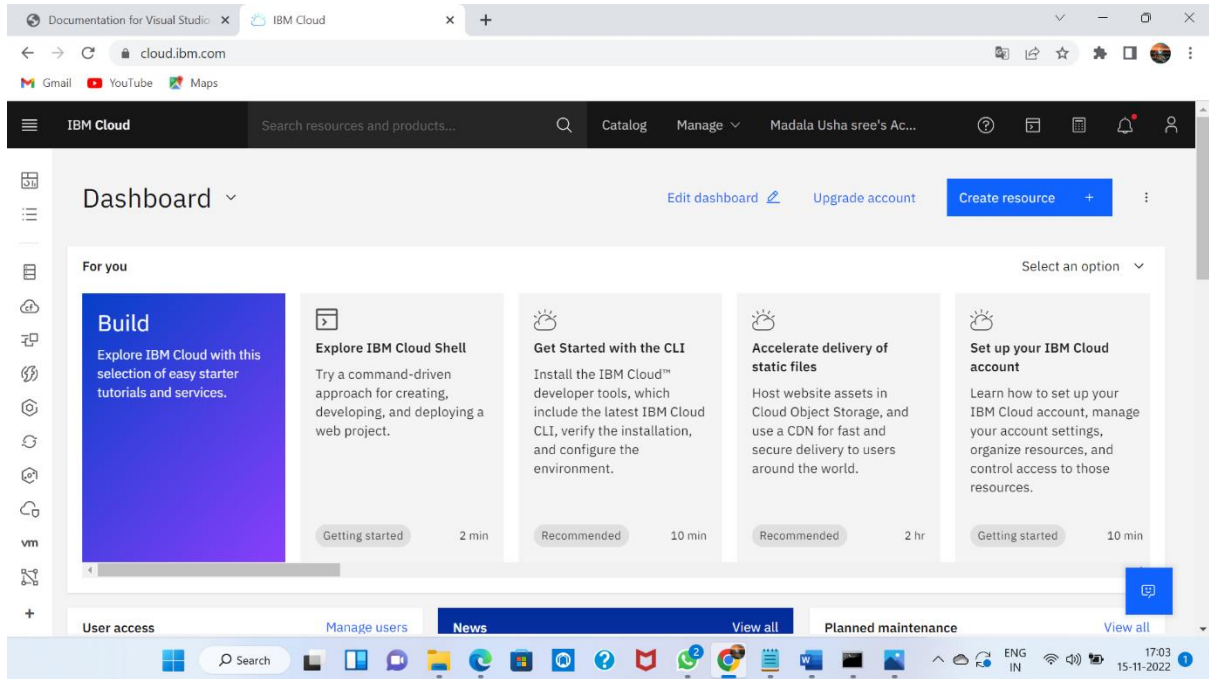 Documentation for Visual Studio
IBM Cloud
cloud.ibm.com
Gmail
YouTube
Maps
IBM Cloud
Search resources and products...
Catalog
Manage
Madala Usha sree's Ac...
Dashboard
Edit dashboard
Upgrade account
Create resource +
For you
Select an option
Build
Explore IBM Cloud with this
selection of easy starter
tutorials and services.
Explore IBM Cloud Shell
Try a command-driven
approach for creating,
developing, and deploying a
web project.
Getting started
2 min
Get Started with the CLI
Install the IBM Cloud™
developer tools, which
include the latest IBM Cloud
CLI, verify the installation,
and configure the
environment.
Recommended
10 min
Accelerate delivery of
static files
Host website assets in
Cloud Object Storage, and
use a CDN for fast and
secure delivery to users
around the world.
Recommended
2 hr
Set up your IBM Cloud
account
Learn how to set up your
IBM Cloud account, manage
your account settings,
organize resources, and
control access to those
resources.
Getting started
10 min
vm
User access
Manage users
News
View all
Planned maintenance
View all
Search
2
ENG
IN
17:03
15-11-2022
1